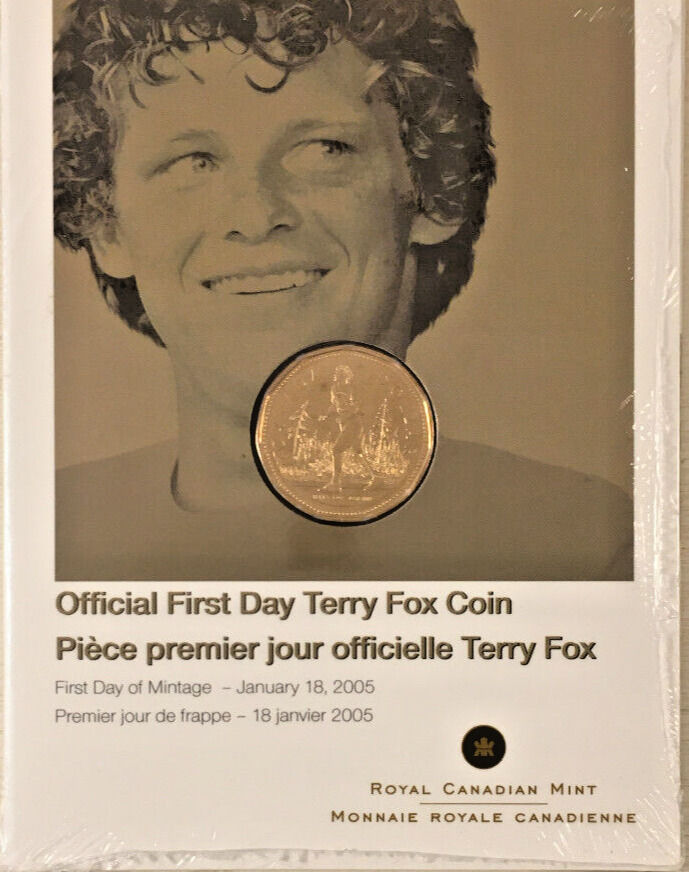 Official First Day Terry Fox Coin
Pièce premier jour officielle Terry Fox
First Day of Mintage – January 18, 2005
Premier jour de frappe – 18 janvier 2005
ROYAL CANADIAN MINT
MONNAIE ROYALE CANADIENNE